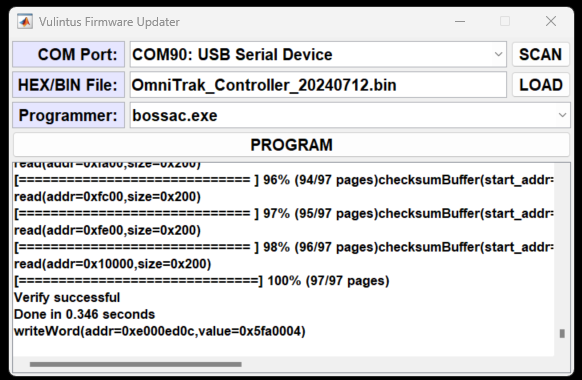 Vulintus Firmware Updater
COM Port: COM90: USB Serial Device SCAN
HEX/BIN File: OmniTrak_Controller_20240712.bin LOAD
Programmer: bossac.exe
PROGRAM
read(addr=0xfa00,size=0x200)
[============================== ] 96% (94/97 pages)checksumBuffer(start_addr=
read(addr=0xfc00,size=0x200)
[============================== ] 97% (95/97 pages)checksumBuffer(start_addr=
read(addr=0xfe00,size=0x200)
[============================== ] 98% (96/97 pages)checksumBuffer(start_addr=
read(addr=0x10000,size=0x200)
[==============================] 100% (97/97 pages)
Verify successful
Done in 0.346 seconds
writeWord(addr=0xe000ed0c,value=0x5fa0004)